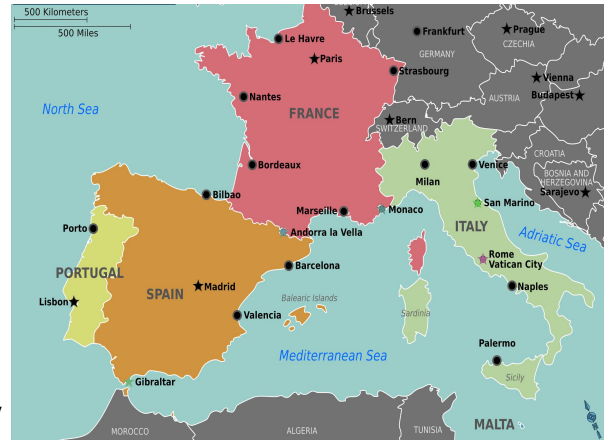 500 Kilometers
500 Miles
Brussels
Frankfurt
Prague
CZECHIA
GERMANY
Le Havre
Paris
Strasbourg
Vienna
Budapest
Nantes
FRANCE
AUSTRIA
North Sea
Bern
SWITZERLAND
CROATIA
Bordeaux
Milan
Venice
BOSNIA AND
HERZEGOVINA
Sarajevo
Bilbao
Marseille
Monaco
San Marino
Porto
Andorra la Vella
ITALY
Adriatic Sea
Rome
Vatican City
PORTUGAL
Barcelona
Madrid
SPAIN
Naples
Lisbon
Balearic Islands
Sardinia
Valencia
Palermo
Mediterranean Sea
Sicily
Gibraltar
MALTA
MOROCCO
ALGERIA
TUNISIA